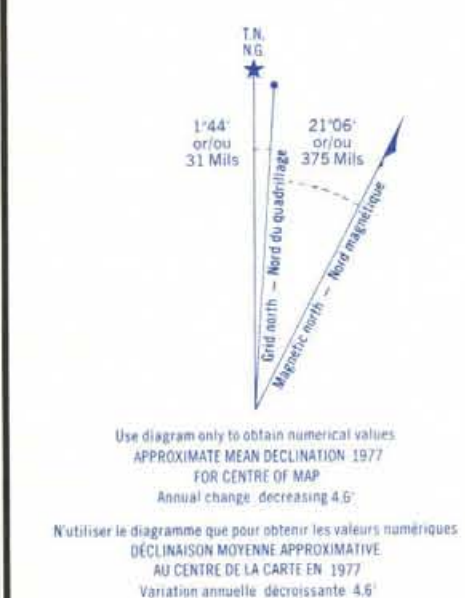 T.N.
N.G.
1°44'
or/ou
31 Mils
21°06'
or/ou
375 Mils
Grid north – Nord du quadrillage
Magnetic north – Nord magnétique
Use diagram only to obtain numerical values
APPROXIMATE MEAN DECLINATION 1977
FOR CENTRE OF MAP
Annual change decreasing 4.6'
N'utiliser le diagramme que pour obtenir les valeurs numériques
DÉCLINAISON MOYENNE APPROXIMATIVE
AU CENTRE DE LA CARTE EN 1977
Variation annuelle décroissante 4.6'